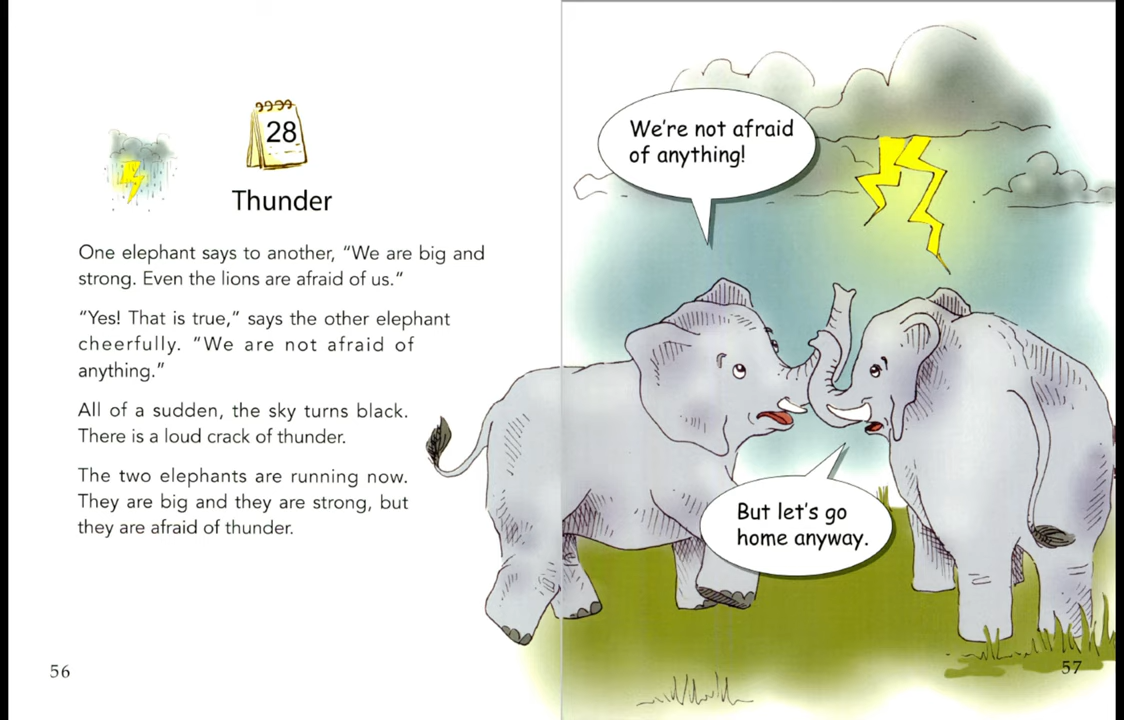 28
Thunder
One elephant says to another, “We are big and
strong. Even the lions are afraid of us.”
“Yes! That is true,” says the other elephant
cheerfully. “We are not afraid of
anything.”
All of a sudden, the sky turns black.
There is a loud crack of thunder.
The two elephants are running now.
They are big and they are strong, but
they are afraid of thunder.
56
We're not afraid
of anything!
But let's go
home anyway.
57